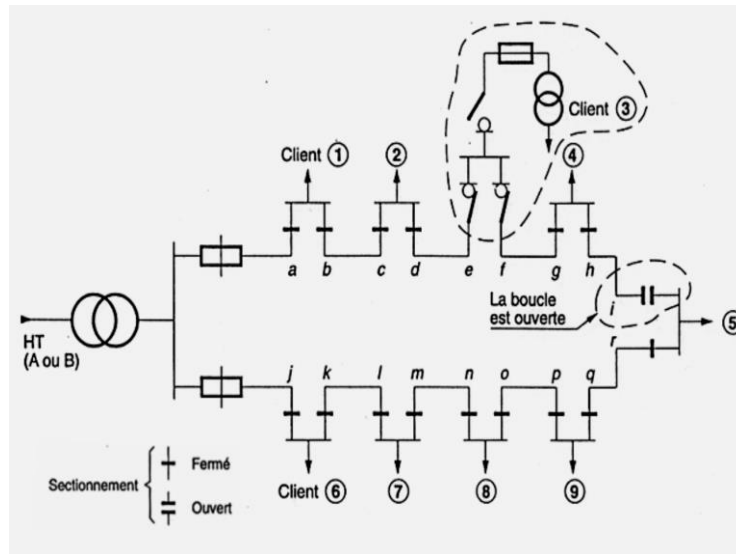 Client ③
Client ①
②
④
a
b
c
d
e
f
g
h
La boucle
est ouverte
i
⑤
HT
(A ou B)
r
j
k
l
m
n
o
p
q
Sectionnement
Fermé
Ouvert
Client ⑥
⑦
⑧
⑨